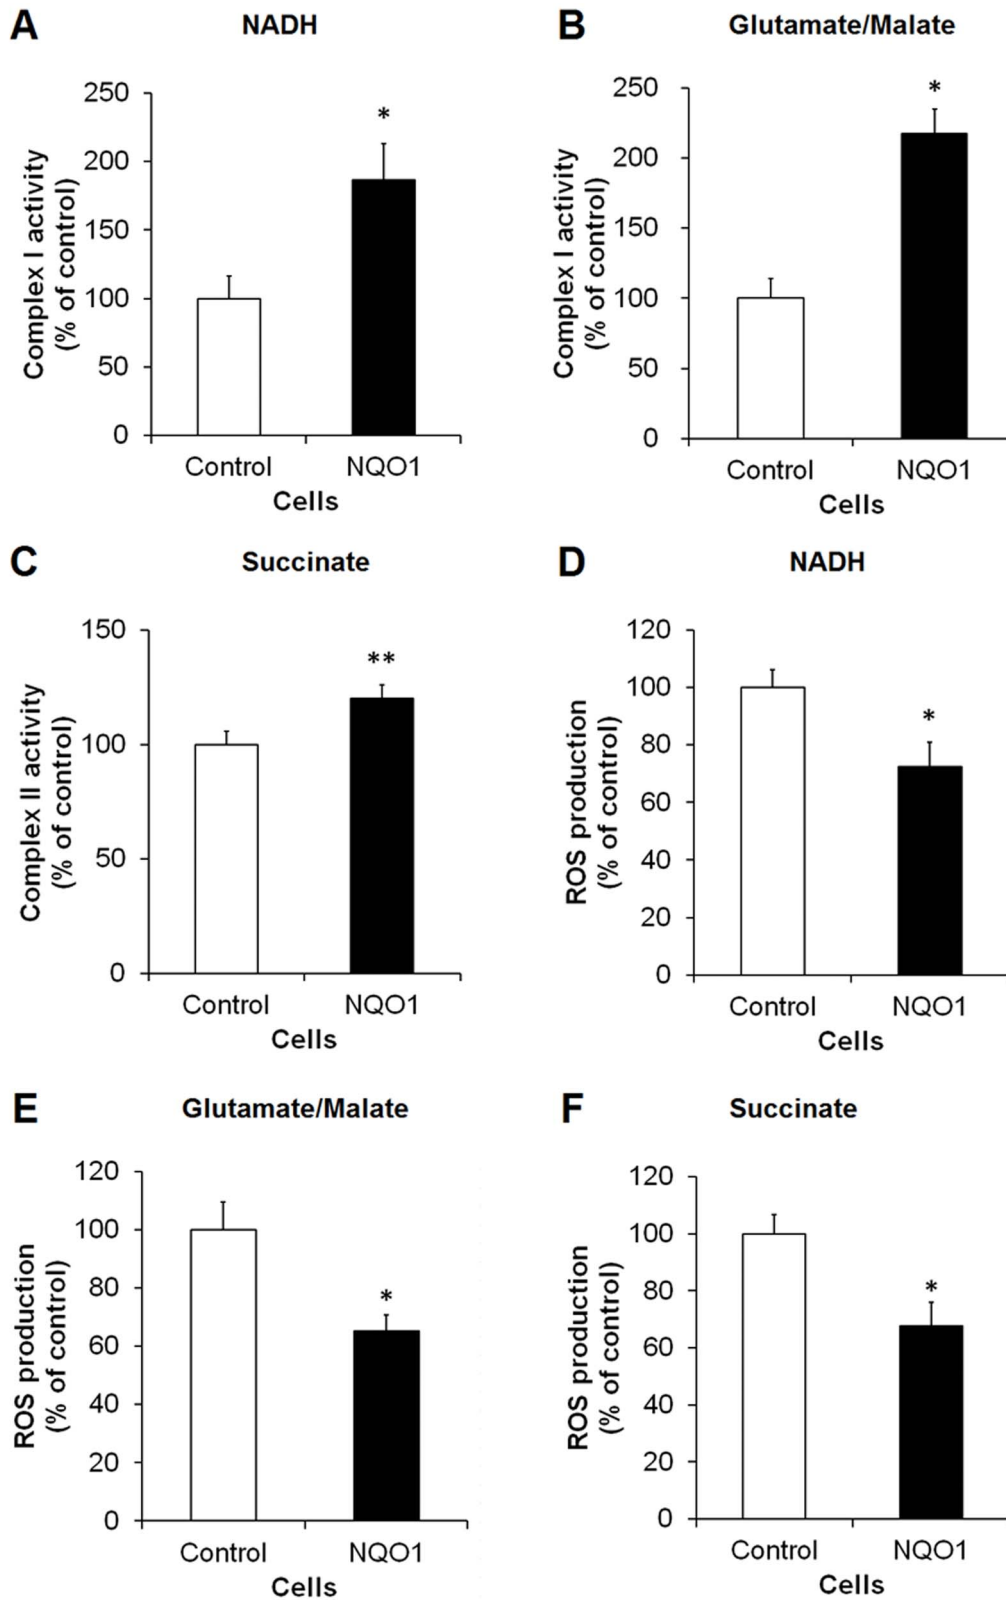 A
NADH
Complex I activity
(% of control)
250
200
150
100
50
0
*
Control
NQO1
Cells
B
Glutamate/Malate
Complex I activity
(% of control)
250
200
150
100
50
0
*
Control
NQO1
Cells
C
Succinate
Complex II activity
(% of control)
150
100
50
0
**
Control
NQO1
Cells
D
NADH
ROS production
(% of control)
120
100
80
60
40
20
0
*
Control
NQO1
Cells
E
Glutamate/Malate
ROS production
(% of control)
120
100
80
60
40
20
0
*
Control
NQO1
Cells
F
Succinate
ROS production
(% of control)
120
100
80
60
40
20
0
*
Control
NQO1
Cells